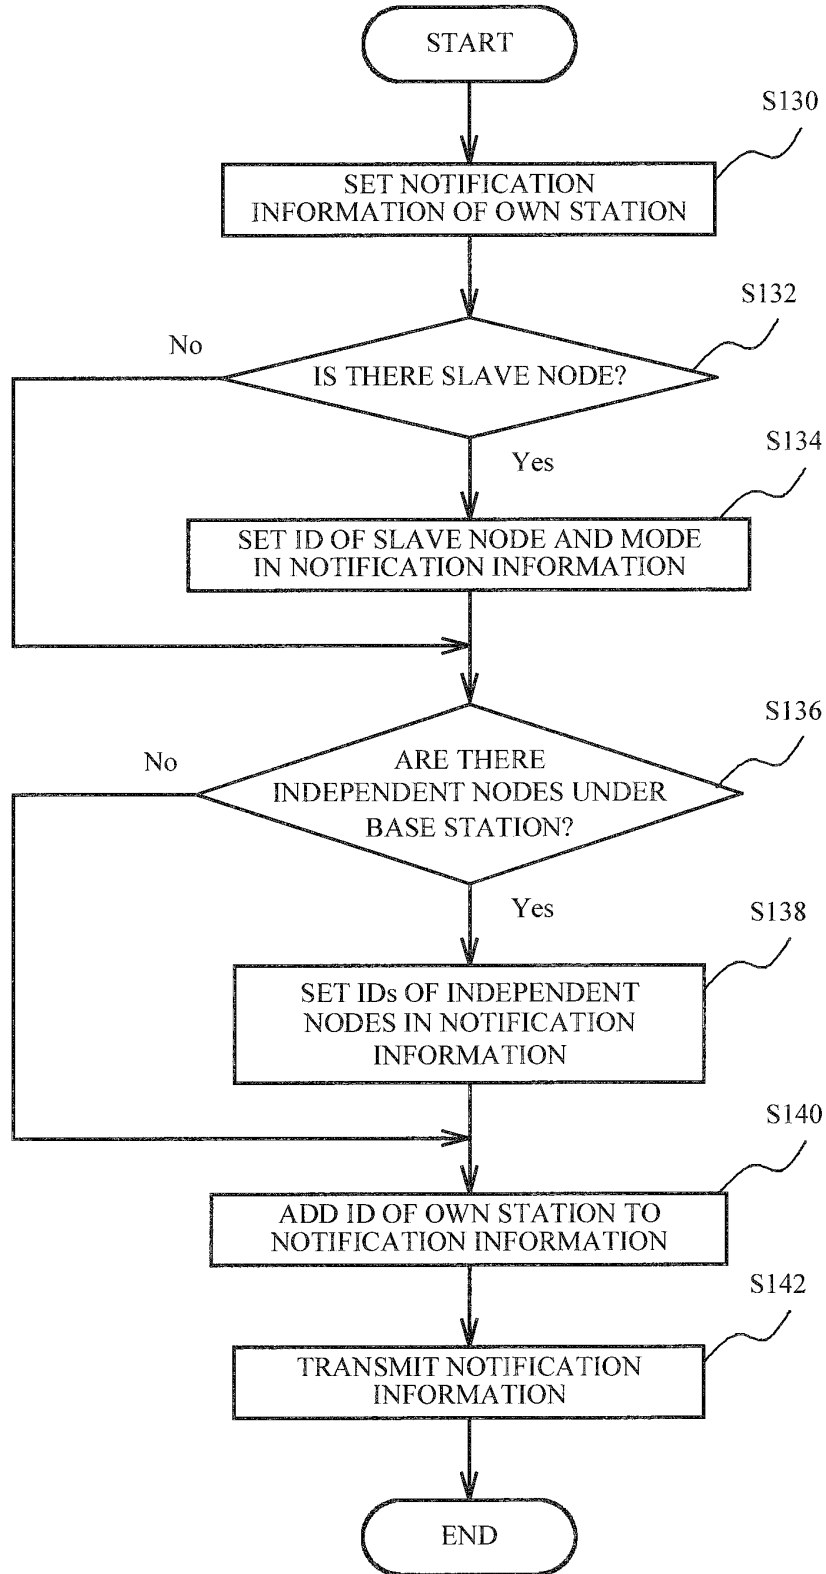 START
S130
SET NOTIFICATION
INFORMATION OF OWN STATION
S132
No
IS THERE SLAVE NODE?
Yes
S134
SET ID OF SLAVE NODE AND MODE
IN NOTIFICATION INFORMATION
S136
No
ARE THERE
INDEPENDENT NODES UNDER
BASE STATION?
Yes
S138
SET IDs OF INDEPENDENT
NODES IN NOTIFICATION
INFORMATION
S140
ADD ID OF OWN STATION TO
NOTIFICATION INFORMATION
S142
TRANSMIT NOTIFICATION
INFORMATION
END